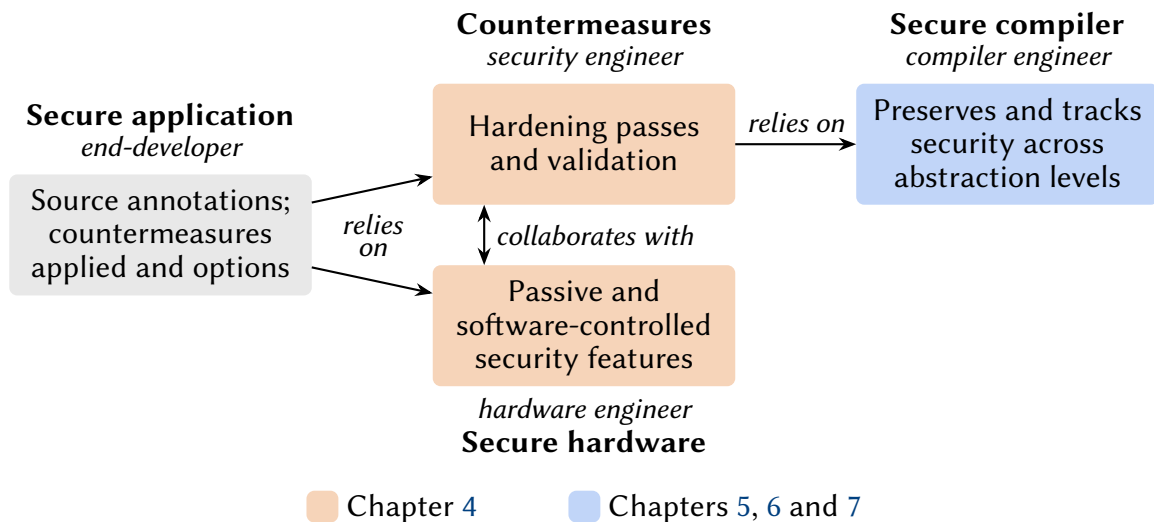 Secure application
end-developer
Source annotations;
countermeasures
applied and options
relies
on
Countermeasures
security engineer
Hardening passes
and validation
collaborates with
Passive and
software-controlled
security features
hardware engineer
Secure hardware
relies on
Secure compiler
compiler engineer
Preserves and tracks
security across
abstraction levels
Chapter 4
Chapters 5, 6 and 7